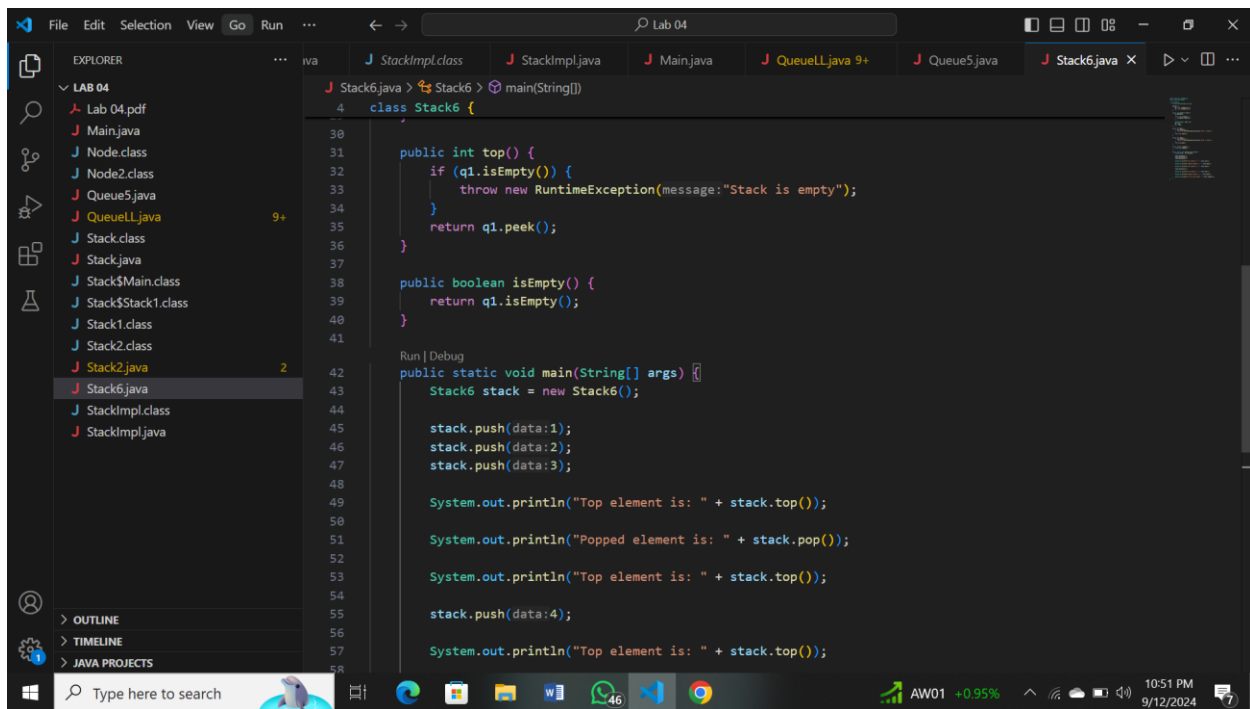 File Edit Selection View Go Run ··· Lab 04
EXPLORER ···
LAB 04
Lab 04.pdf
J Main.java
J Node.class
J Node2.class
J Queue5.java
J QueueLL.java 9+
J Stack.class
J Stack.java
J Stack$Main.class
J Stack$Stack1.class
J Stack1.class
J Stack2.class
J Stack2.java 2
J Stack6.java
J StackImpl.class
J StackImpl.java
OUTLINE
TIMELINE
JAVA PROJECTS
1
va J StackImpl.class J StackImpl.java J Main.java J QueueLL.java 9+ J Queue5.java J Stack6.java ···
J Stack6.java > Stack6 > main(String[])
4 class Stack6 {
30
31 public int top() {
32 if (q1.isEmpty()) {
33 throw new RuntimeException(message:"Stack is empty");
34 }
35 return q1.peek();
36 }
37
38 public boolean isEmpty() {
39 return q1.isEmpty();
40 }
41
Run | Debug
42 public static void main(String[] args) {
43 Stack6 stack = new Stack6();
44
45 stack.push(data:1);
46 stack.push(data:2);
47 stack.push(data:3);
48
49 System.out.println("Top element is: " + stack.top());
50
51 System.out.println("Popped element is: " + stack.pop());
52
53 System.out.println("Top element is: " + stack.top());
54
55 stack.push(data:4);
56
57 System.out.println("Top element is: " + stack.top());
58
Type here to search 46 AW01 +0.95% 10:51 PM
9/12/2024 7